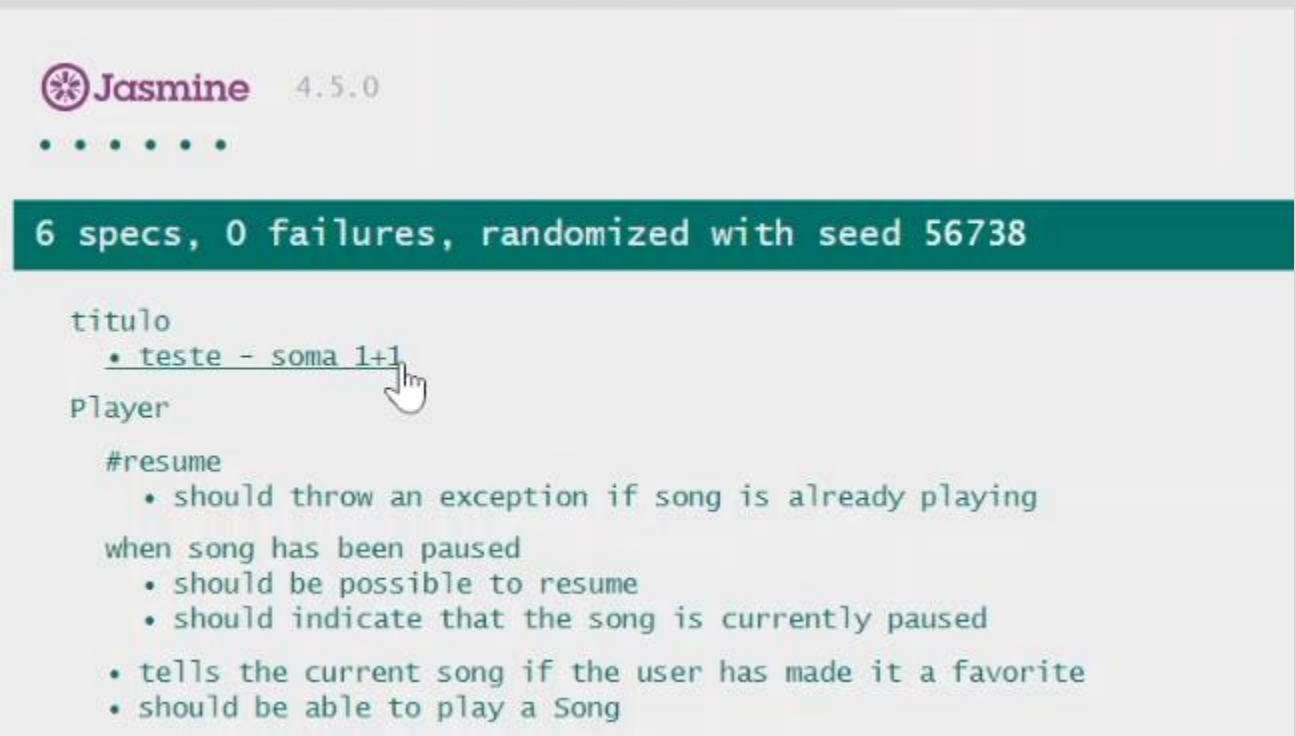 Jasmine 4.5.0
• • • • • •
6 specs, 0 failures, randomized with seed 56738
titulo
• teste - soma 1+1
Player
#resume
• should throw an exception if song is already playing
when song has been paused
• should be possible to resume
• should indicate that the song is currently paused
• tells the current song if the user has made it a favorite
• should be able to play a Song